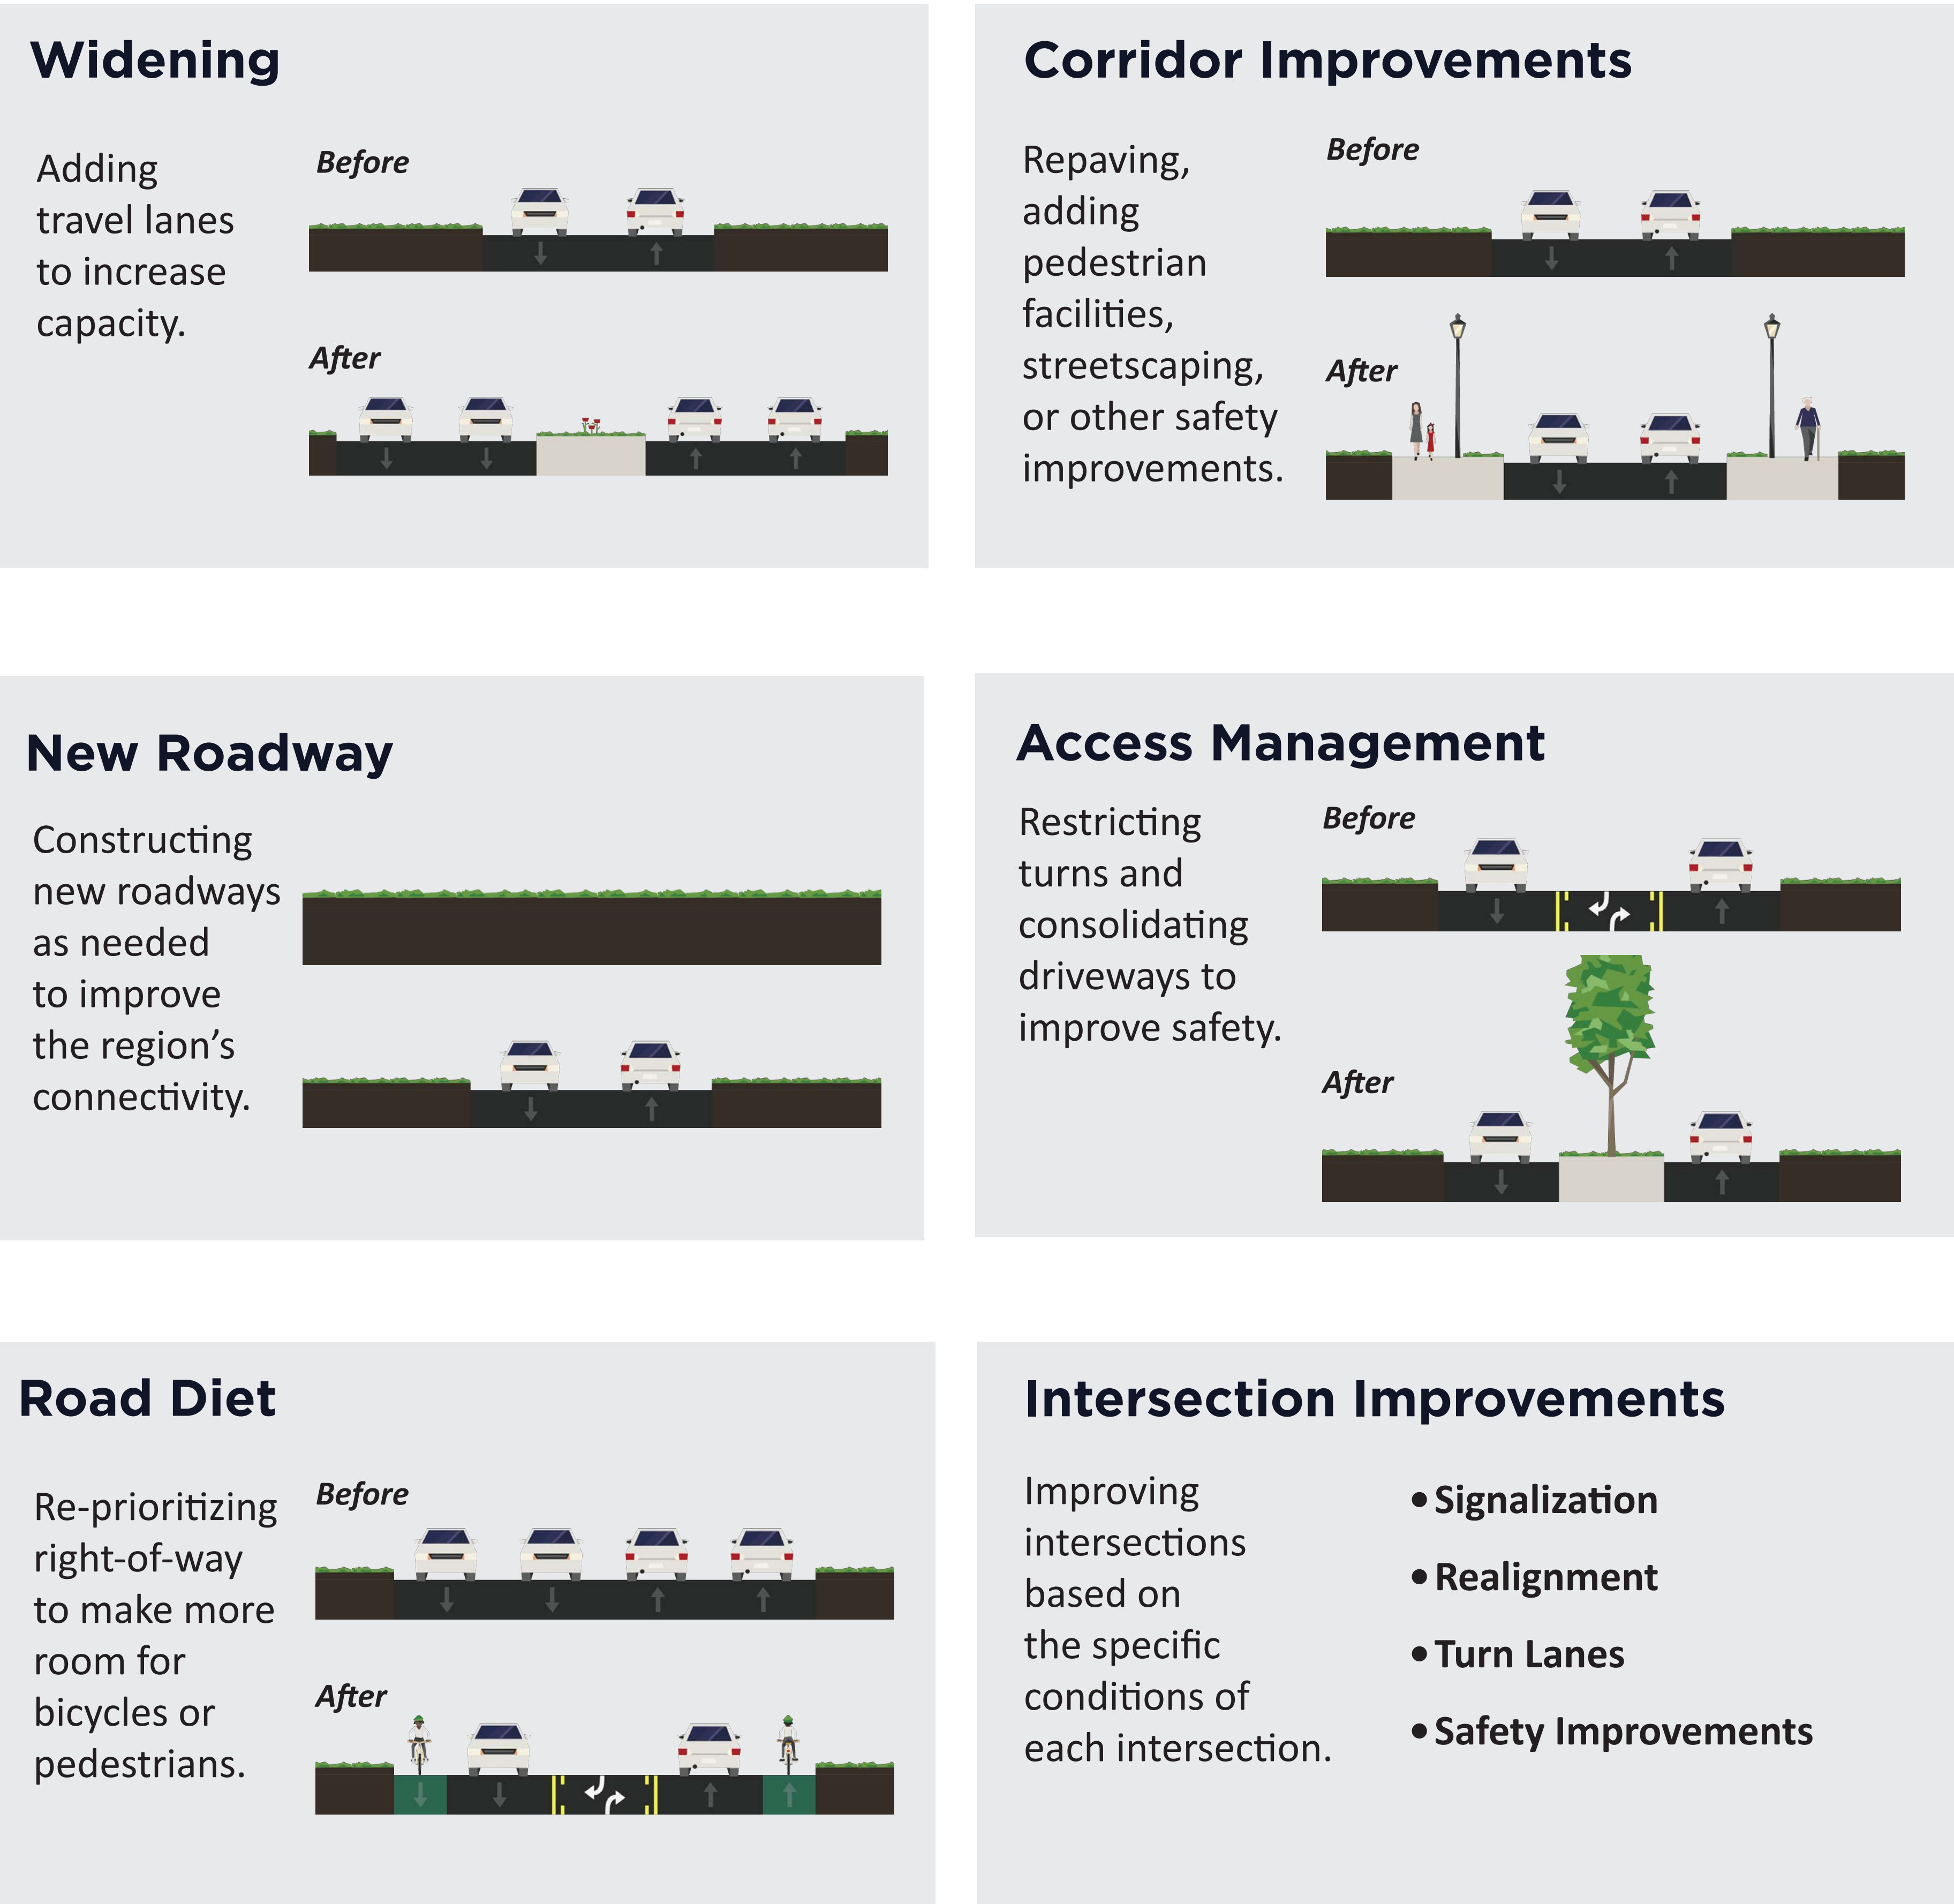 Widening
Adding
travel lanes
to increase
capacity.
Before
After
Corridor Improvements
Repaving,
adding
pedestrian
facilities,
streetscaping,
or other safety
improvements.
Before
After
New Roadway
Constructing
new roadways
as needed
to improve
the region’s
connectivity.
Access Management
Restricting
turns and
consolidating
driveways to
improve safety.
Before
After
Road Diet
Re-prioritizing
right-of-way
to make more
room for
bicycles or
pedestrians.
Before
After
Intersection Improvements
Improving
intersections
based on
the specific
conditions of
each intersection.
• Signalization
• Realignment
• Turn Lanes
• Safety Improvements